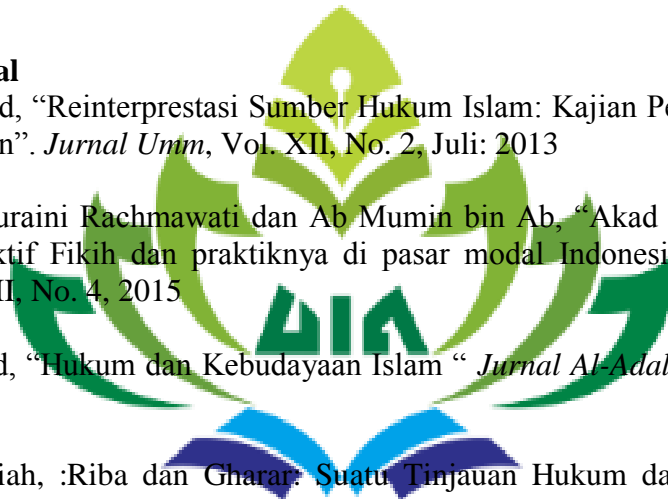 al
d, “Reinterprestasi Sumber Hukum Islam: Kajian Pe
n”. Jurnal Umm, Vol. XII, No. 2, Juli: 2013
uraini Rachmawati dan Ab Mumin bin Ab, “Akad
ktif Fikih dan praktiknya di pasar modal Indonesi
II, No. 4, 2015
UIN
d, “Hukum dan Kebudayaan Islam “ Jurnal Al-Adal
iah, :Riba dan Gharar: Suatu Tinjauan Hukum da